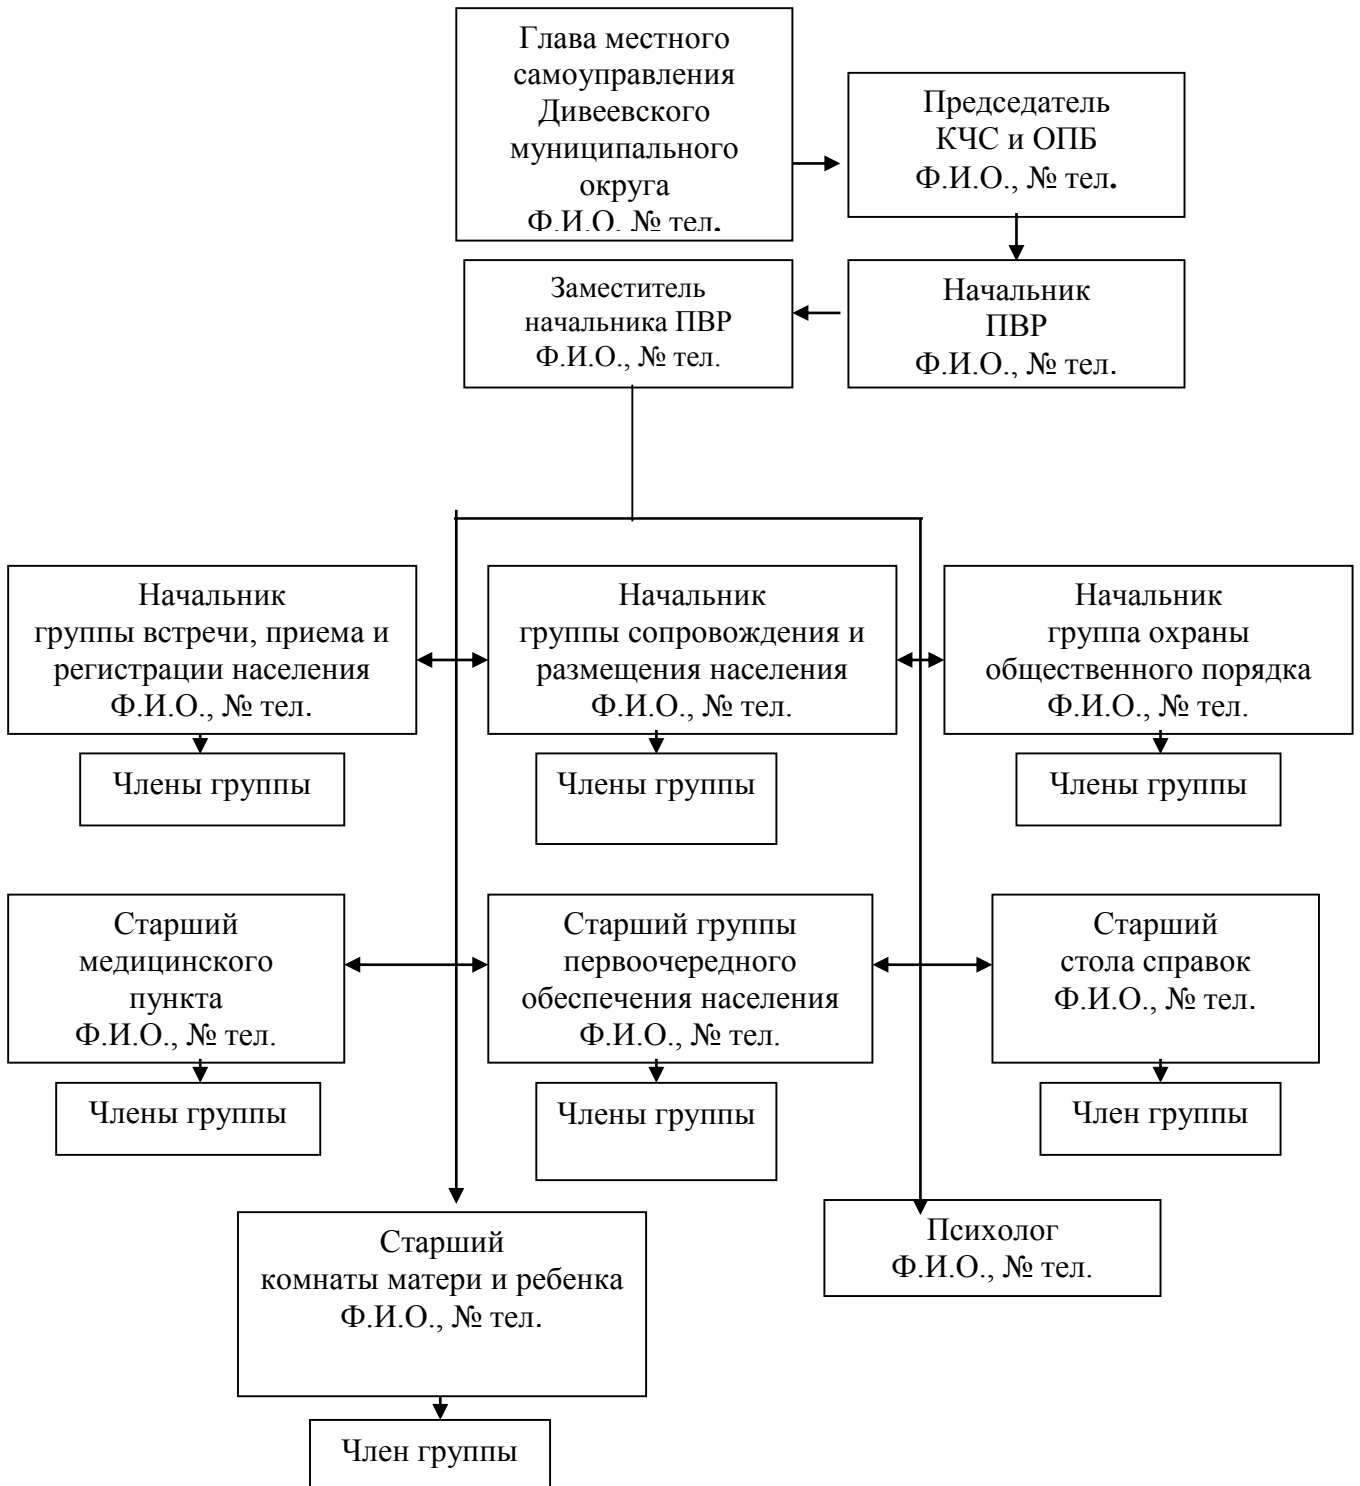 Глава местного
самоуправления
Дивеевского
муниципального
округа
Ф.И.О. № тел.
Председатель
КЧС и ОПБ
Ф.И.О., № тел.
Заместитель
начальника ПВР
Ф.И.О., № тел.
Начальник
ПВР
Ф.И.О., № тел.
Начальник
группы встречи, приема и
регистрации населения
Ф.И.О., № тел.
Начальник
группы сопровождения и
размещения населения
Ф.И.О., № тел.
Начальник
группа охраны
общественного порядка
Ф.И.О., № тел.
Члены группы
Члены группы
Члены группы
Старший
медицинского
пункта
Ф.И.О., № тел.
Старший группы
первоочередного
обеспечения населения
Ф.И.О., № тел.
Старший
стола справок
Ф.И.О., № тел.
Члены группы
Члены группы
Член группы
Старший
комнаты матери и ребенка
Ф.И.О., № тел.
Психолог
Ф.И.О., № тел.
Член группы